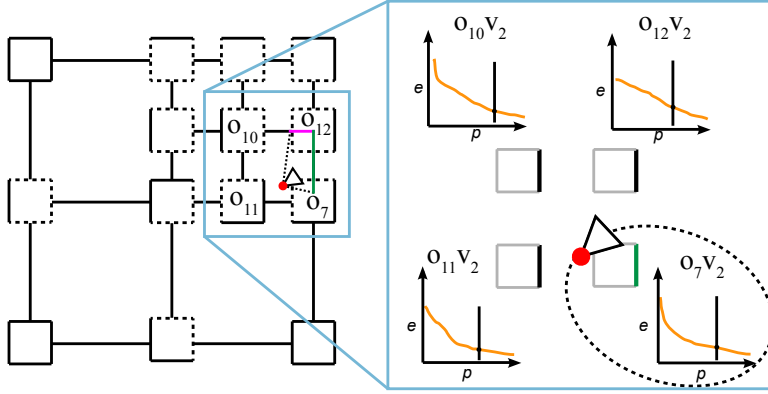 O₁₀ O₁₂
O₁₁ O₇
O₁₀V₂ O₁₂V₂
e p e p
O₁₁V₂ O₇V₂
e p e p